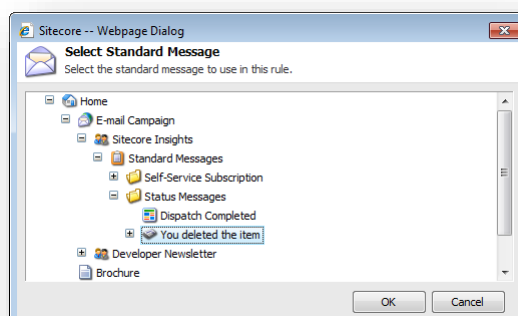 Sitecore -- Webpage Dialog
Select Standard Message
Select the standard message to use in this rule.
Home
E-mail Campaign
Sitecore Insights
Standard Messages
Self-Service Subscription
Status Messages
Dispatch Completed
You deleted the item
Developer Newsletter
Brochure
OK
Cancel